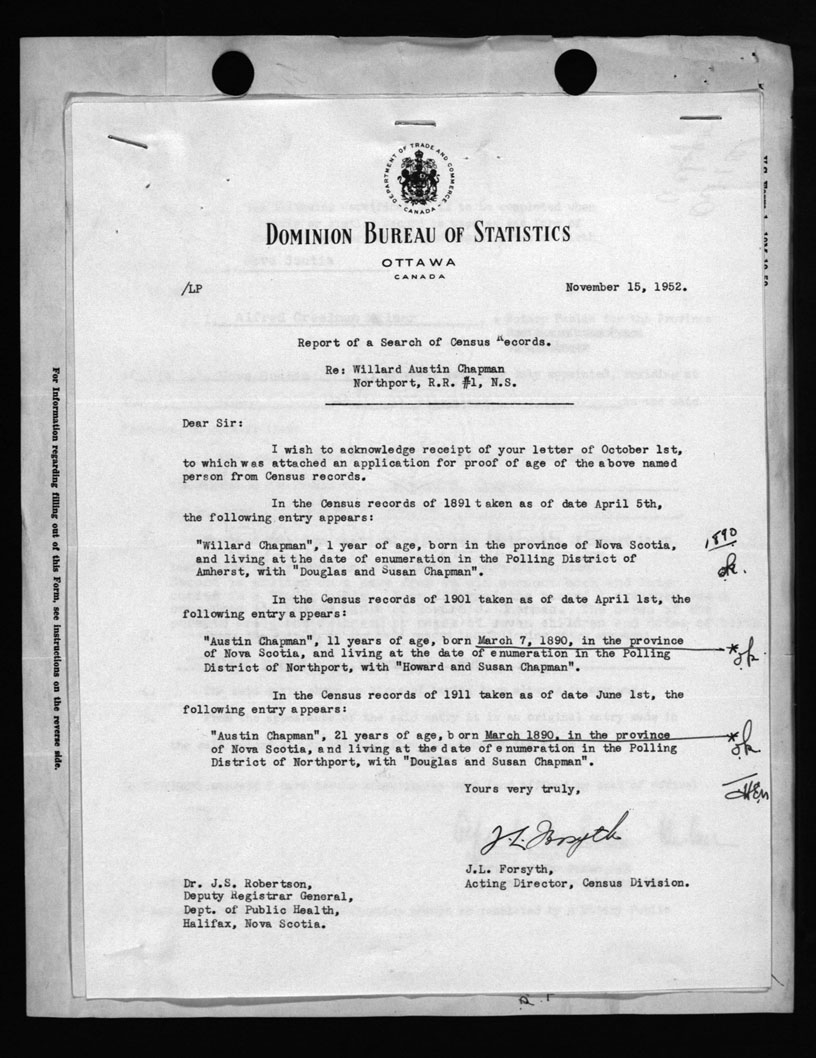 DEPARTMENT OF TRADE AND COMMERCE
CANADA
DOMINION BUREAU OF STATISTICS
OTTAWA
CANADA
/LP
November 15, 1952.
Report of a Search of Census Records.
Re: Willard Austin Chapman
Northport, R.R. #1, N.S.
Dear Sir:
I wish to acknowledge receipt of your letter of October 1st,
to which was attached an application for proof of age of the above named
person from Census records.
In the Census records of 1891 taken as of date April 5th,
the following entry appears:
"Willard Chapman", 1 year of age, born in the province of Nova Scotia,
and living at the date of enumeration in the Polling District of
Amherst, with "Douglas and Susan Chapman".
1890
ok.
In the Census records of 1901 taken as of date April 1st, the
following entry appears:
"Austin Chapman", 11 years of age, born March 7, 1890, in the province
of Nova Scotia, and living at the date of enumeration in the Polling
District of Northport, with "Howard and Susan Chapman".
* ok
In the Census records of 1911 taken as of date June 1st, the
following entry appears:
"Austin Chapman", 21 years of age, born March 1890, in the province
of Nova Scotia, and living at the date of enumeration in the Polling
District of Northport, with "Douglas and Susan Chapman".
* ok
Yours very truly,
J.L. Forsyth
J.L. Forsyth,
Acting Director, Census Division.
Dr. J.S. Robertson,
Deputy Registrar General,
Dept. of Public Health,
Halifax, Nova Scotia.
For Information regarding filling out of this Form, see instructions on the reverse side.